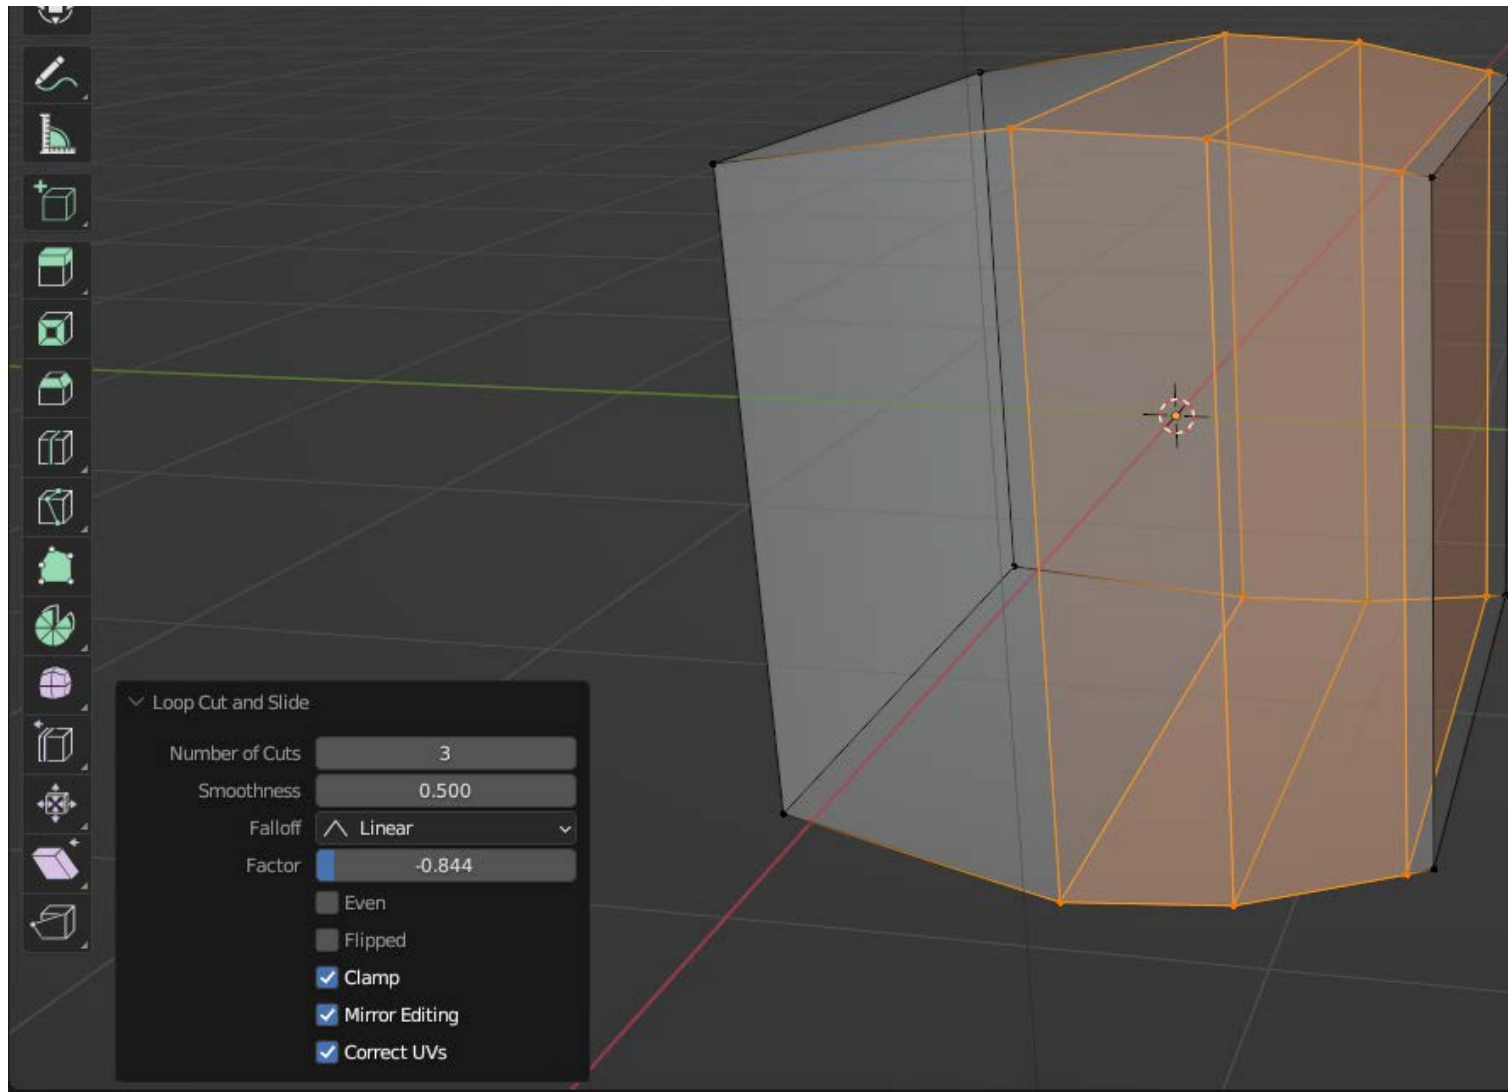 Loop Cut and Slide
Number of Cuts 3
Smoothness 0.500
Falloff Linear
Factor -0.844
Even
Flipped
Clamp
Mirror Editing
Correct UVs